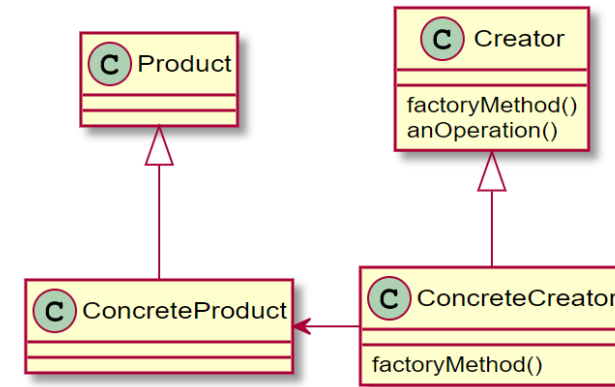 C Product
C Creator
factoryMethod()
anOperation()
C ConcreteProduct
C ConcreteCreator
factoryMethod()